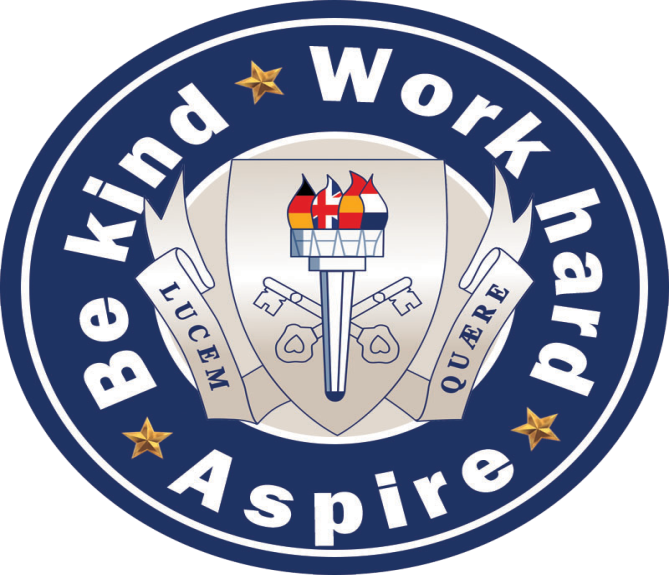 Be kind
Work hard
Aspire
LUCEM
QUÆRE